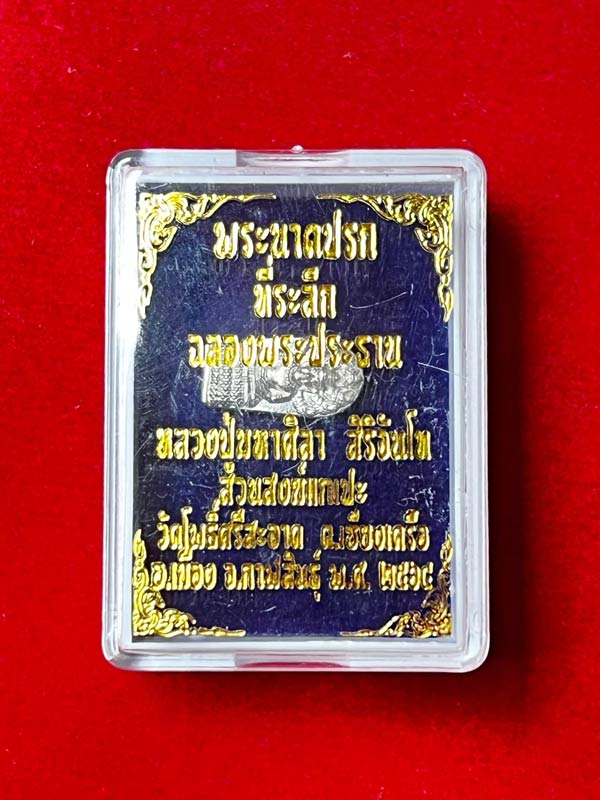 พระนาคปรก
ที่ระลึก
ฉลองพระประธาน
หลวงปู่มหาศิลา สิริจันโท
สวนสงฆ์แกเปะ
วัดโพธิ์ศรีสะอาด ต.เชียงเครือ
อ.เมือง จ.กาฬสินธุ์ พ.ศ. ๒๕๖๔